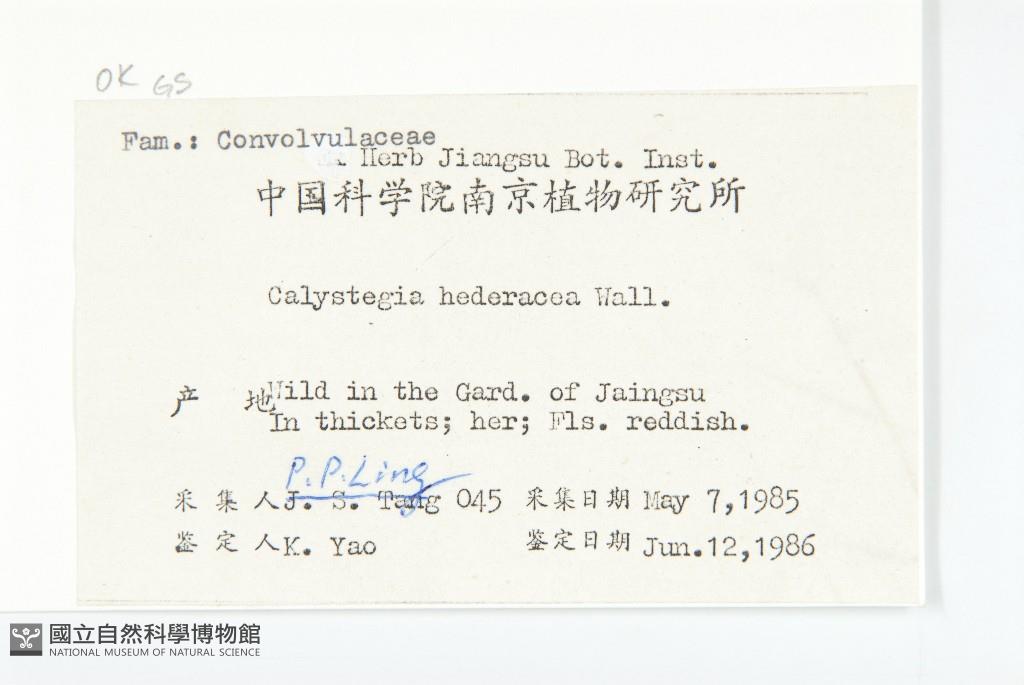 OK GS
Fam.: Convolvulaceae
Herb Jiangsu Bot. Inst.
中国科学院南京植物研究所
Calystegia hederacea Wall.
产 地 Wild in the Gard. of Jaingsu
In thickets; her; Fls. reddish.
P. P. Ling
采 集 人 J. S. Tang 045 采集日期 May 7,1985
鉴 定 人 K. Yao 鉴定日期 Jun.12,1986
國立自然科學博物館
NATIONAL MUSEUM OF NATURAL SCIENCE